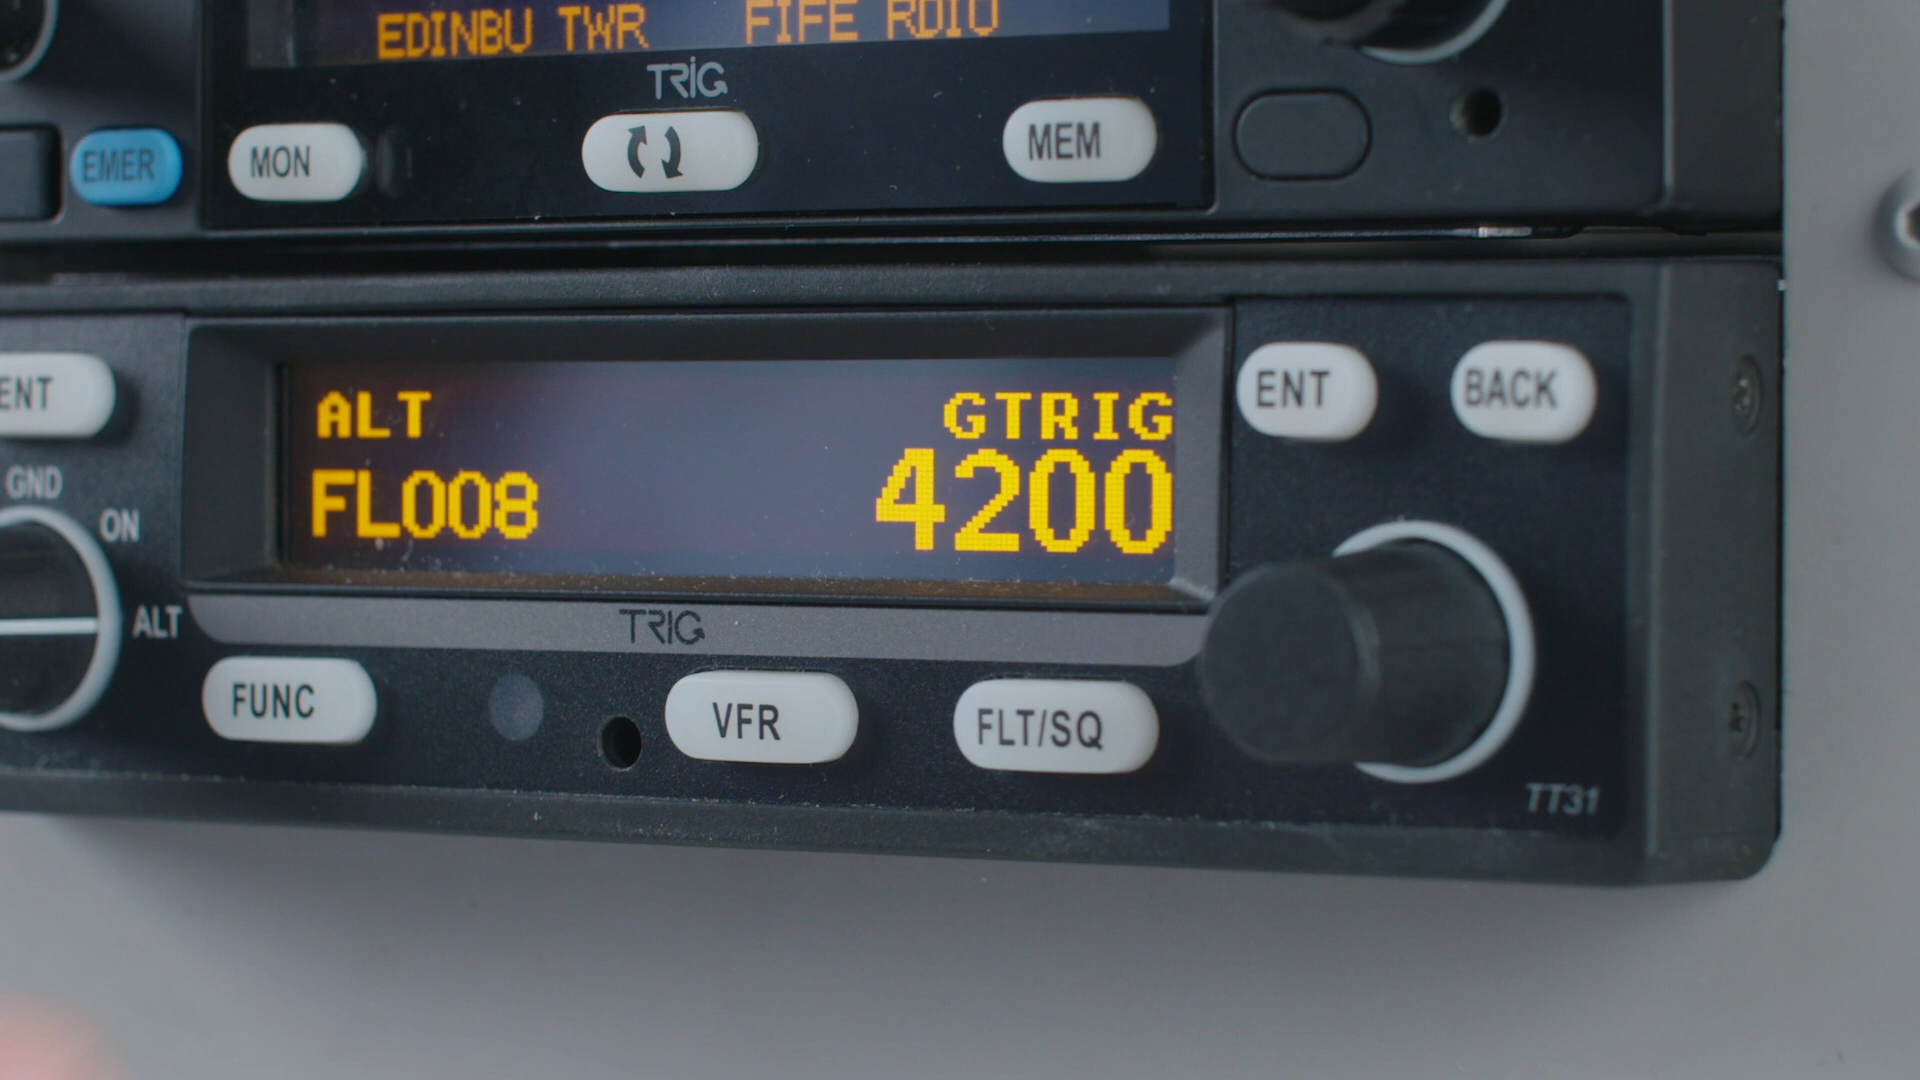 EDINBU TWR FIFE RDIO
TRIG
EMER MON MEM
ENT ALT GTRIG ENT BACK
GND FL008 4200
ON
ALT TRIG
FUNC VFR FLT/SQ
TT31